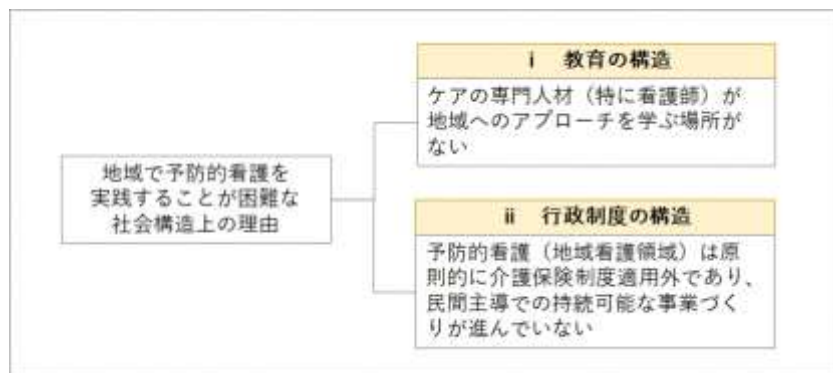 地域で予防的看護を
実践することが困難な
社会構造上の理由
i 教育の構造
ケアの専門人材（特に看護師）が
地域へのアプローチを学ぶ場所が
ない
ii 行政制度の構造
予防的看護（地域看護領域）は原
則的に介護保険制度適用外であり、
民間主導での持続可能な事業づく
りが進んでいない